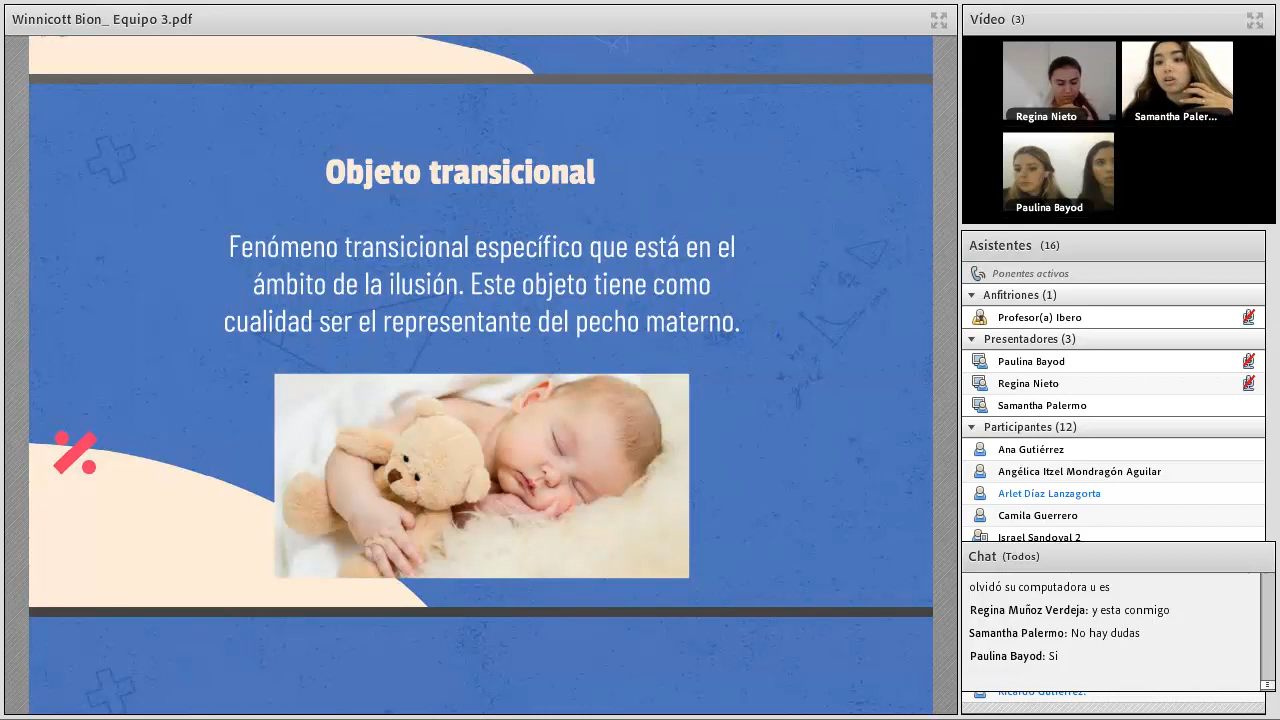 Winnicott Bion_ Equipo 3.pdf
Objeto transicional
Fenómeno transicional específico que está en el
ámbito de la ilusión. Este objeto tiene como
cualidad ser el representante del pecho materno.
Vídeo (3)
Regina Nieto
Samantha Paler...
Paulina Bayod
Asistentes (16)
Ponentes activos
Anfitriones (1)
Profesor(a) Ibero
Presentadores (3)
Paulina Bayod
Regina Nieto
Samantha Palermo
Participantes (12)
Ana Gutiérrez
Angélica Itzel Mondragón Aguilar
Arlet Díaz Lanzagorta
Camila Guerrero
Israel Sandoval 2
Chat (Todos)
olvidó su computadora u es
Regina Muñoz Verdeja: y esta conmigo
Samantha Palermo: No hay dudas
Paulina Bayod: Si
Ricardo Gutiérrez.